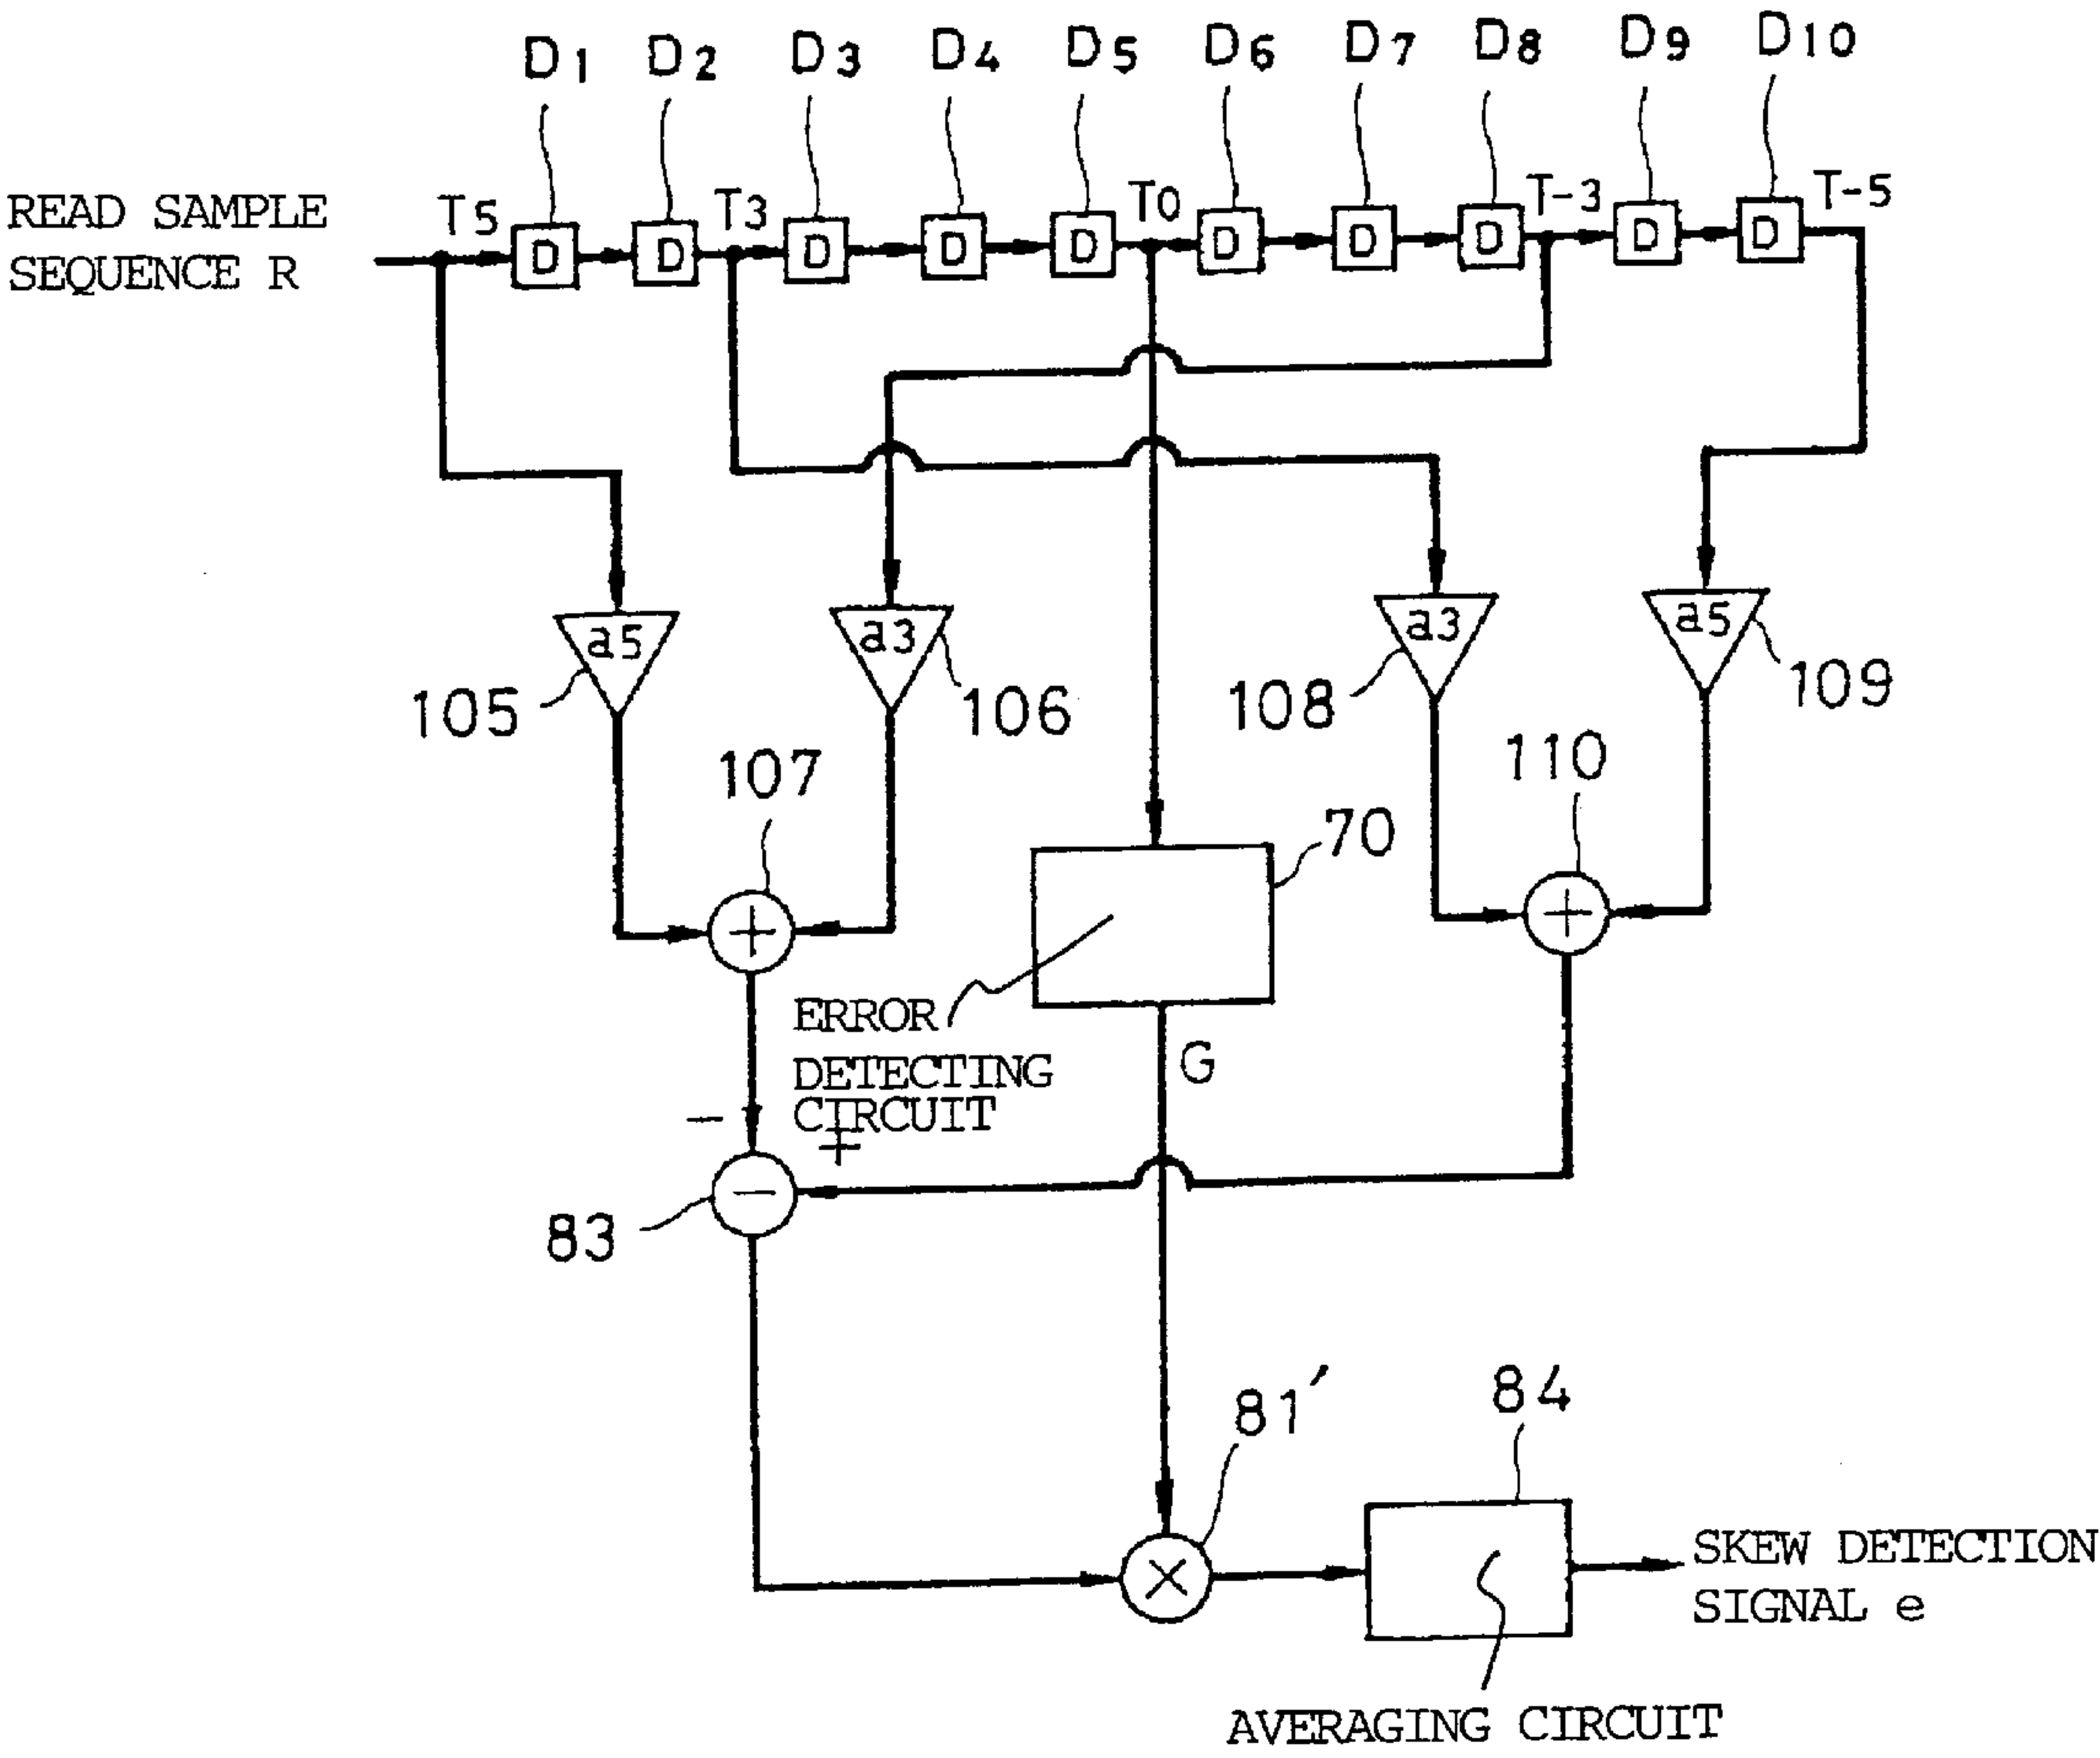 D1 D2 D3 D4 D5 D6 D7 D8 D9 D10
READ SAMPLE
SEQUENCE R
T5 T3 T0 T-3 T-5
D D D D D D D D D D
a5 a3 a3 a5
105 106 108 109
107 110
70
ERROR
DETECTING
CIRCUIT
G
- +
+ +
−
83
81′
84
×
SKEW DETECTION
SIGNAL e
AVERAGING CIRCUIT